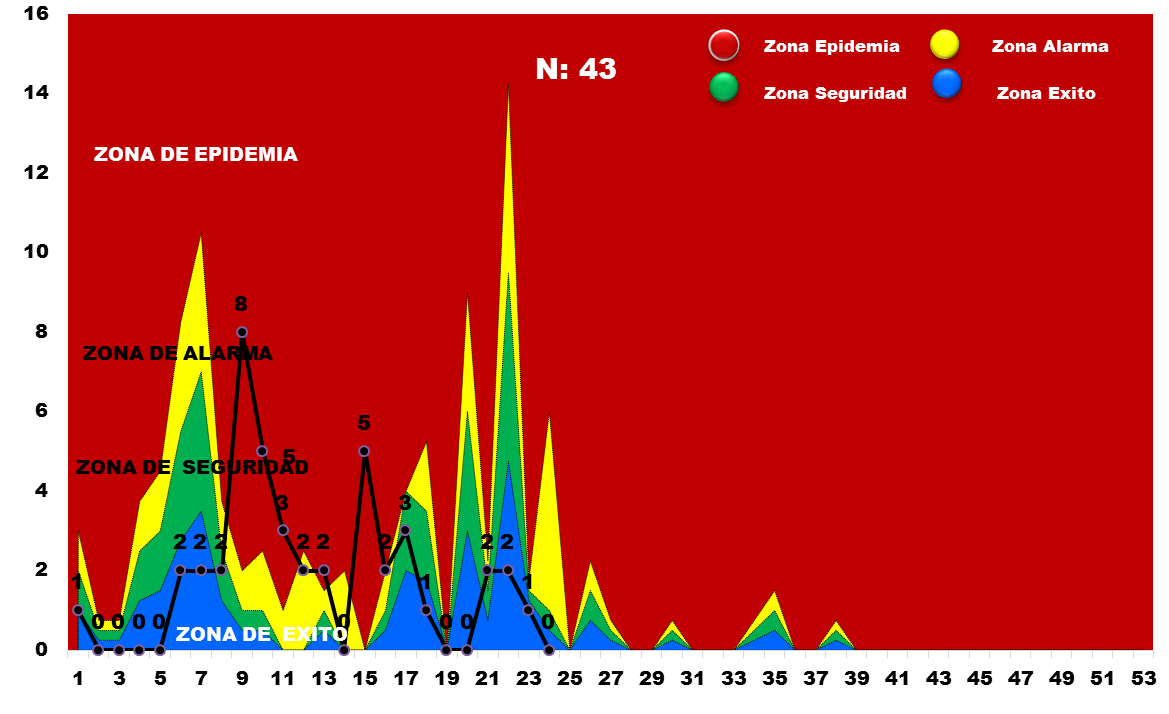 16
Zona Epidemia
Zona Alarma
N: 43
14
Zona Seguridad
Zona Exito
ZONA DE EPIDEMIA
12
10
8
8
ZONA DE ALARMA
6
5
5
ZONA DE SEGURIDAD
4
3
3
2 2 2 2 2 2 2 2
2
1 1 1
0 0 0 0 0 0 0 0
ZONA DE EXITO
0
1 3 5 7 9 11 13 15 17 19 21 23 25 27 29 31 33 35 37 39 41 43 45 47 49 51 53